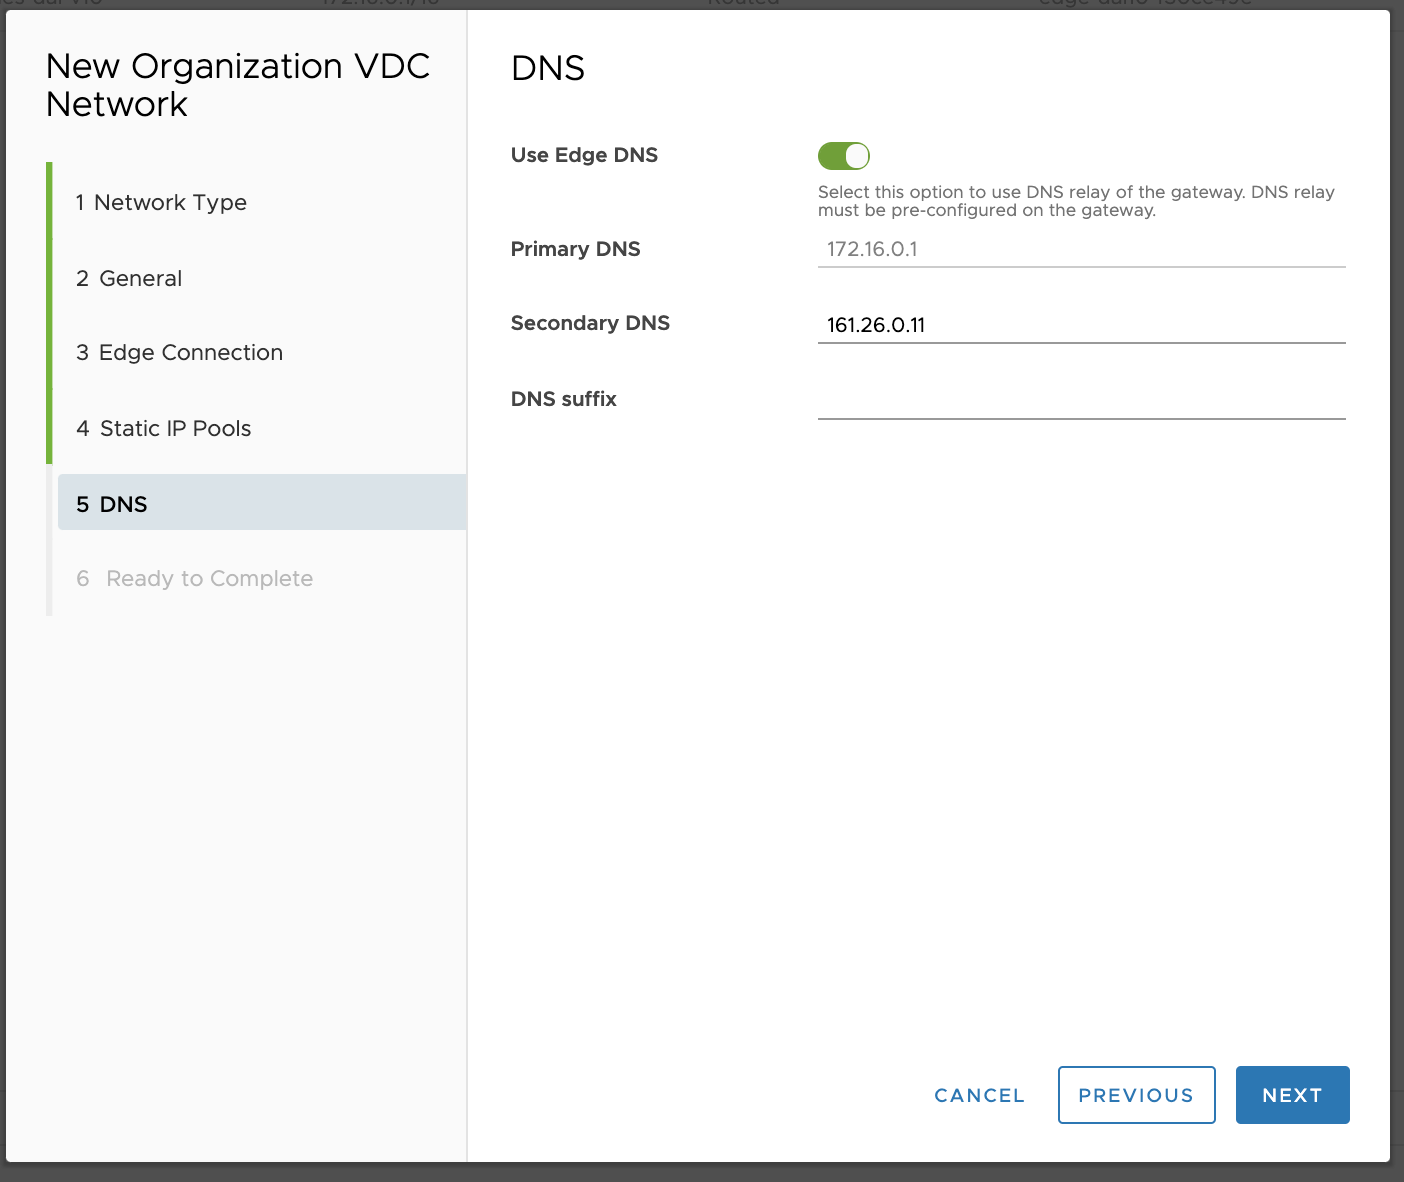 New Organization VDC
Network
1 Network Type
2 General
3 Edge Connection
4 Static IP Pools
5 DNS
6 Ready to Complete
DNS
Use Edge DNS
Select this option to use DNS relay of the gateway. DNS relay
must be pre-configured on the gateway.
Primary DNS
172.16.0.1
Secondary DNS
161.26.0.11
DNS suffix
CANCEL
PREVIOUS
NEXT